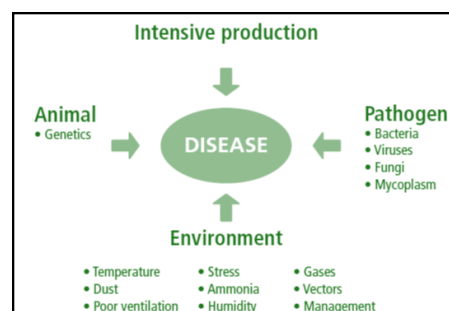 Intensive production
Animal
• Genetics
DISEASE
Pathogen
• Bacteria
• Viruses
• Fungi
• Mycoplasm
Environment
• Temperature
• Dust
• Poor ventilation
• Stress
• Ammonia
• Humidity
• Gases
• Vectors
• Management